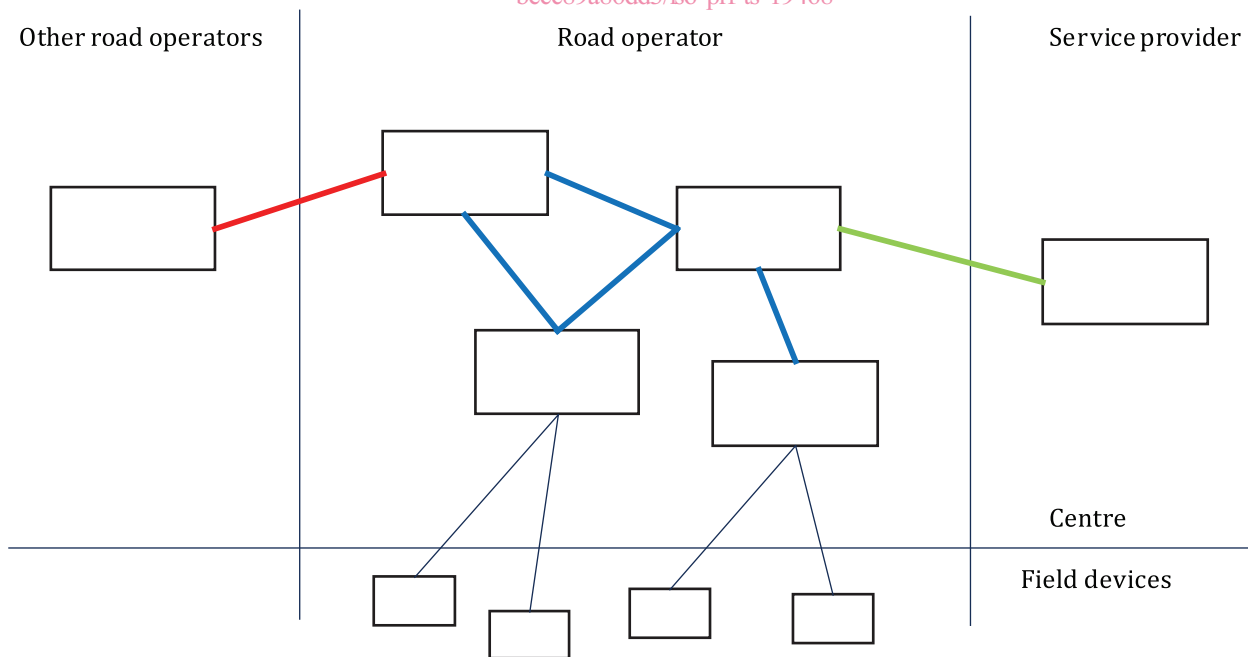 Other road operators
Road operator
Service provider
Centre
Field devices